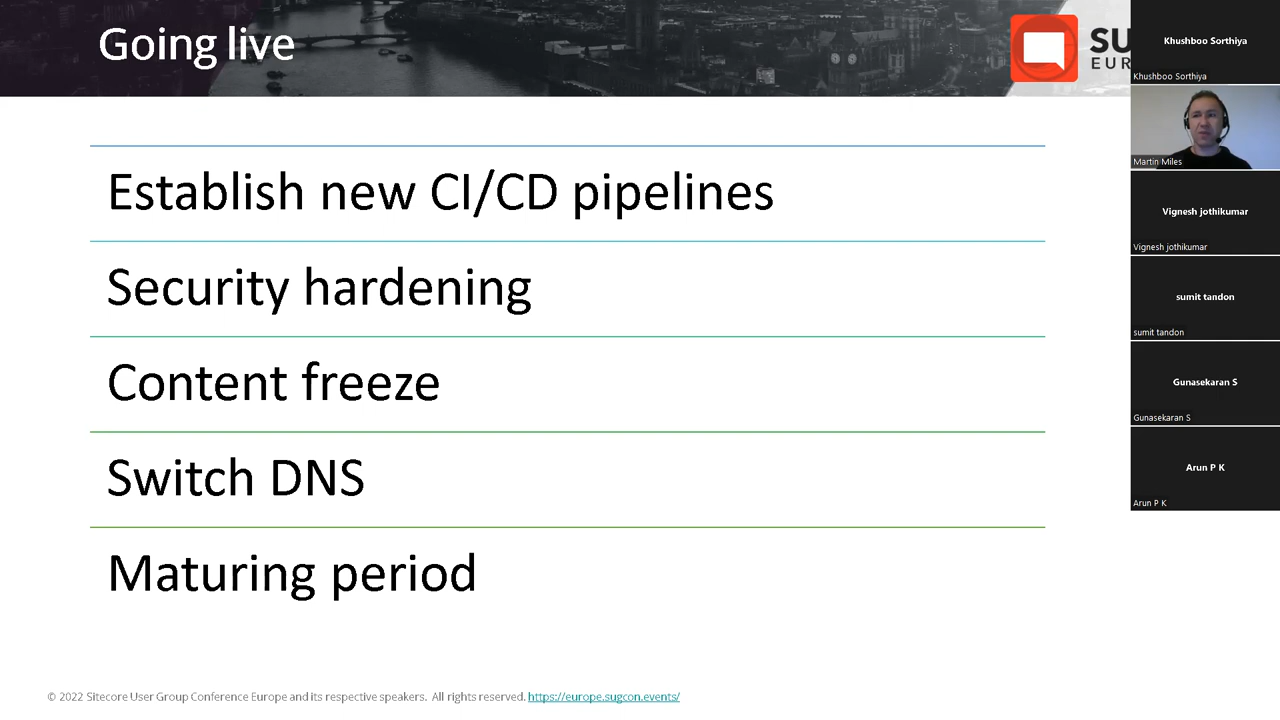 Going live
SU
EUR
Establish new CI/CD pipelines
Security hardening
Content freeze
Switch DNS
Maturing period
© 2022 Sitecore User Group Conference Europe and its respective speakers. All rights reserved. https://europe.sugcon.events/
Khushboo Sorthiya
Khushboo Sorthiya
Martin Miles
Vignesh jothikumar
Vignesh jothikumar
sumit tandon
sumit tandon
Gunasekaran S
Gunasekaran S
Arun P K
Arun P K